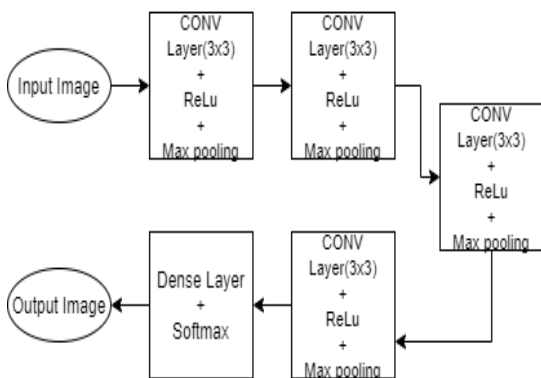 Input Image
CONV
Layer(3x3)
+
ReLu
+
Max pooling
CONV
Layer(3x3)
+
ReLu
+
Max pooling
CONV
Layer(3x3)
+
ReLu
+
Max pooling
CONV
Layer(3x3)
+
ReLu
+
Max pooling
Dense Layer
+
Softmax
Output Image